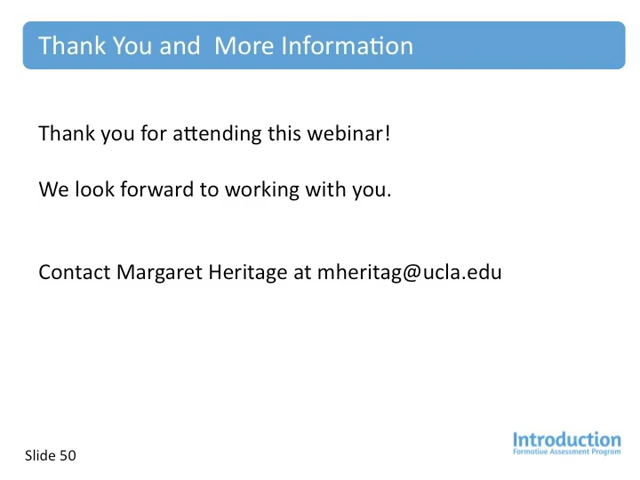 Thank You and  More Information
Thank you for attending this webinar!
We look forward to working with you.
Contact Margaret Heritage at mheritag@ucla.edu
Introduction
Formative Assessment Program
Slide 50